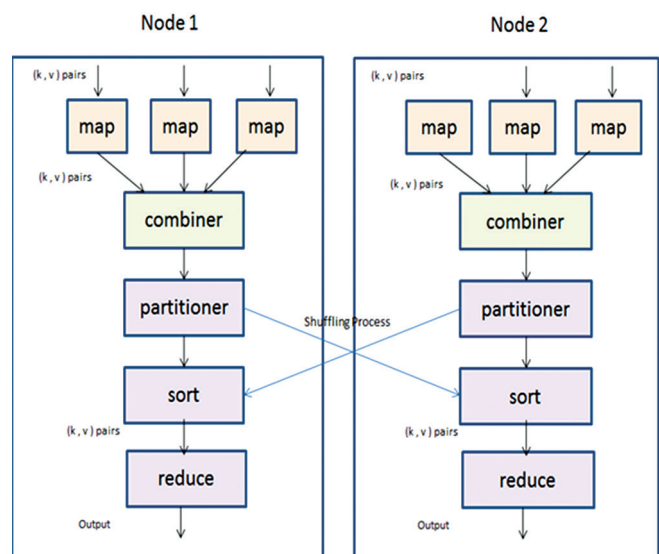 Node 1
Node 2
(k , v) pairs
(k , v) pairs
map
map
map
map
map
map
(k , v ) pairs
(k , v ) pairs
combiner
combiner
partitioner
partitioner
Shuffling Process
sort
sort
(k , v ) pairs
(k , v ) pairs
reduce
reduce
Output
Output